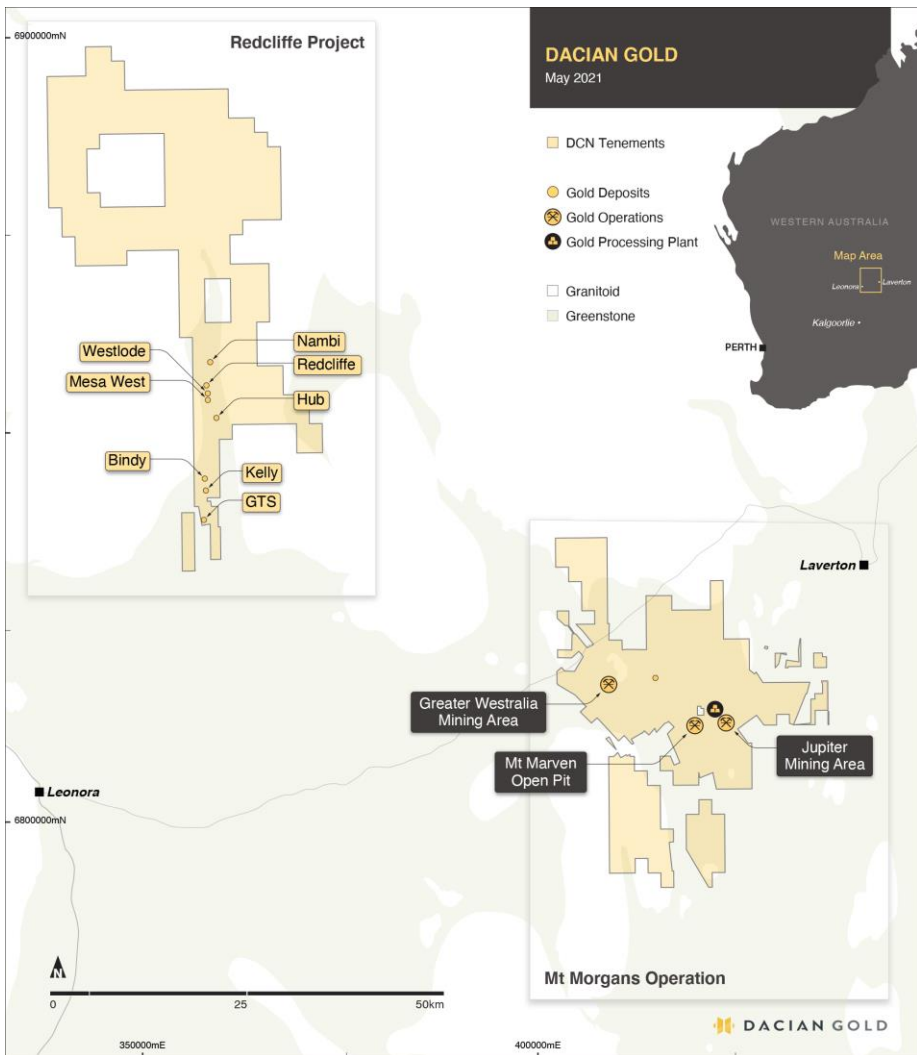 6900000mN
Redcliffe Project
DACIAN GOLD
May 2021
DCN Tenements
Gold Deposits
Gold Operations
Gold Processing Plant
Granitoid
Greenstone
WESTERN AUSTRALIA
Map Area
Leonora
Laverton
Kalgoorlie
PERTH
Nambi
Westlode
Redcliffe
Mesa West
Hub
Bindy
Kelly
GTS
Laverton
Greater Westralia
Mining Area
Mt Marven
Open Pit
Jupiter
Mining Area
Leonora
6800000mN
N
0 25 50km
Mt Morgans Operation
DACIAN GOLD
350000mE
400000mE